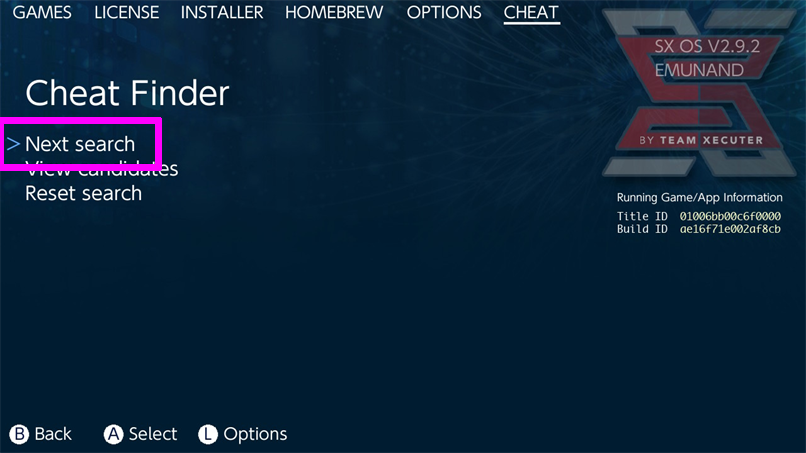 GAMES LICENSE INSTALLER HOMEBREW OPTIONS CHEAT
SX OS V2.9.2
EMUNAND
BY TEAM XECUTER
Cheat Finder
> Next search
View candidates
Reset search
Running Game/App Information
Title ID 01006bb00c6f0000
Build ID ae16f71e002af8cb
B Back A Select L Options